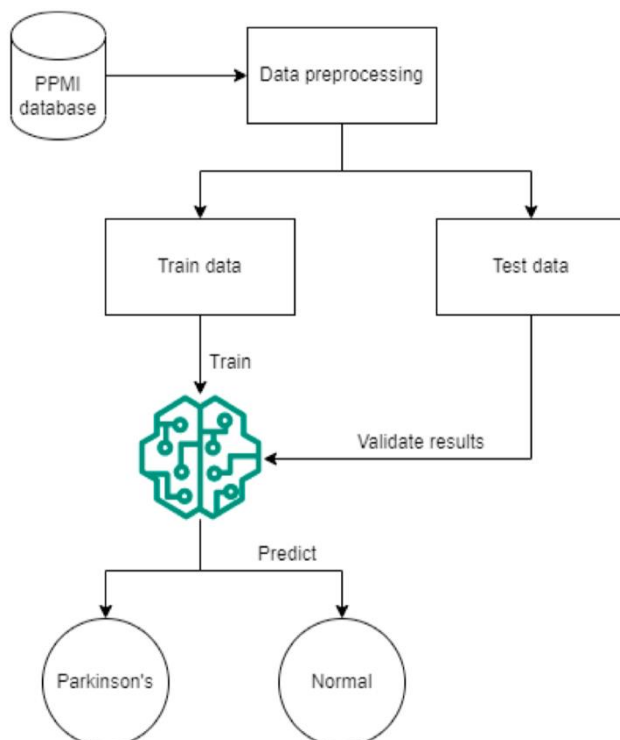 PPMI
database
Data preprocessing
Train data
Test data
Train
Validate results
Predict
Parkinson's
Normal